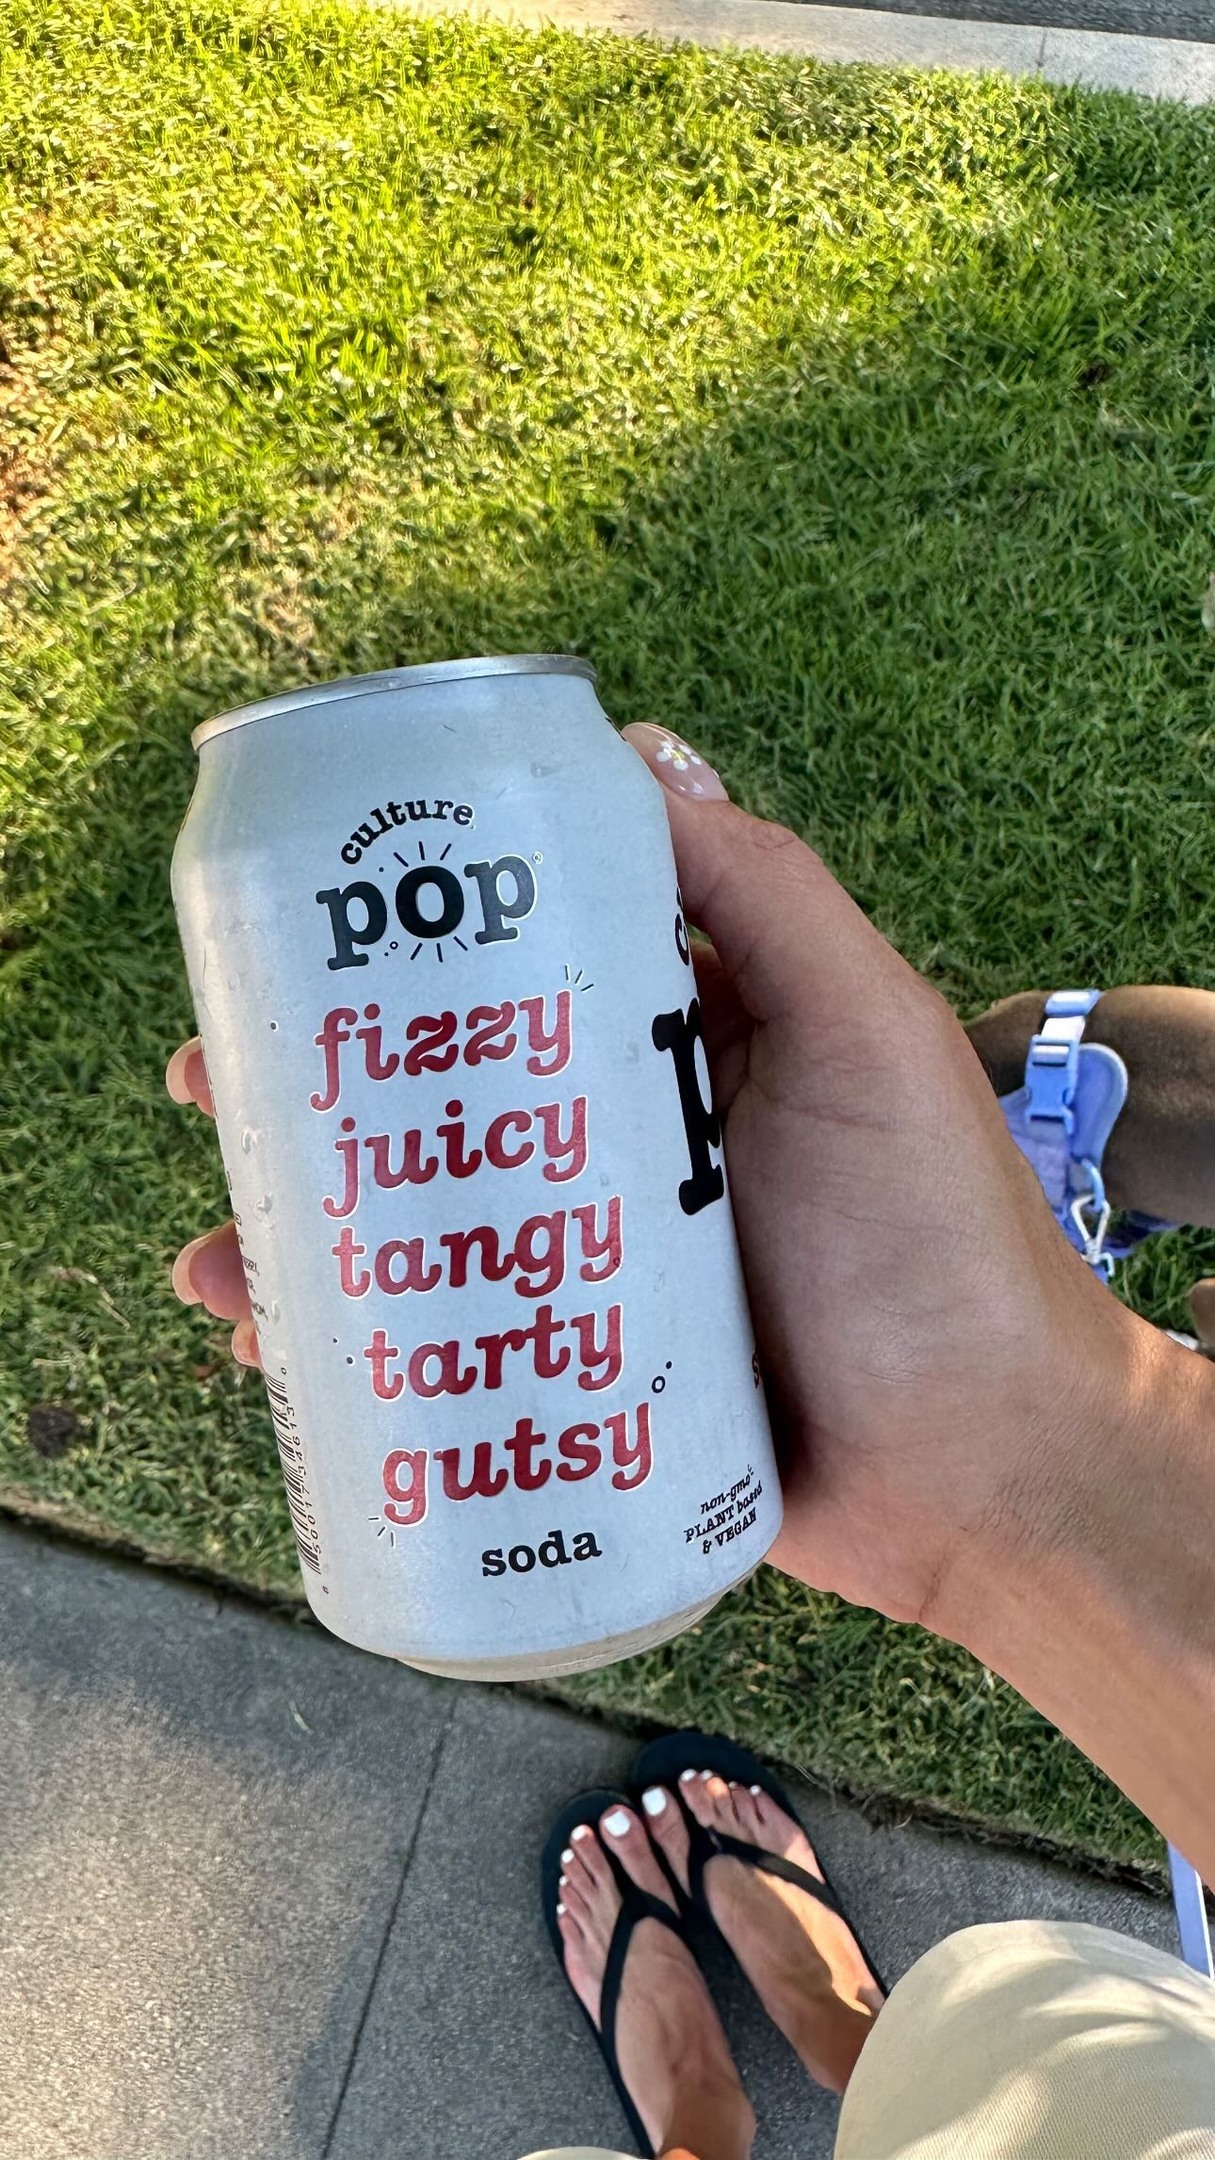 culture
pop
fizzy
juicy
tangy
tarty
gutsy
soda
non-gmo
PLANT based
& VEGAN
p